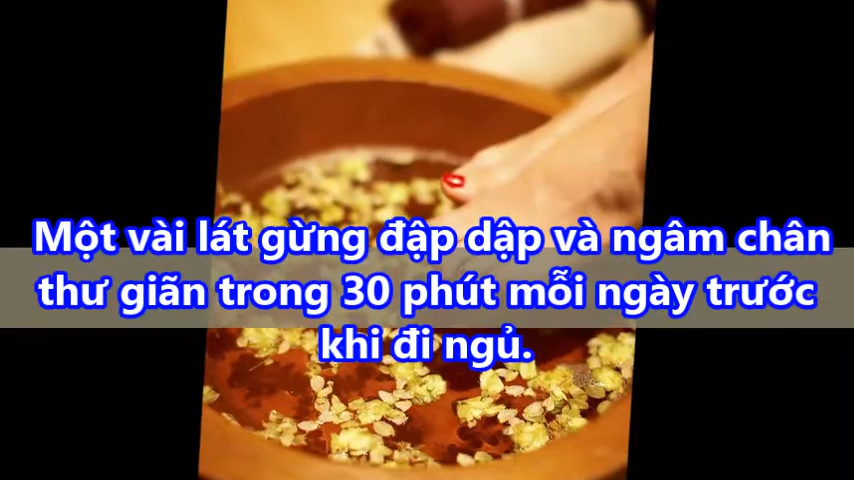 Một vài lát gừng đập dập và ngâm chân
thư giãn trong 30 phút mỗi ngày trước
khi đi ngủ.